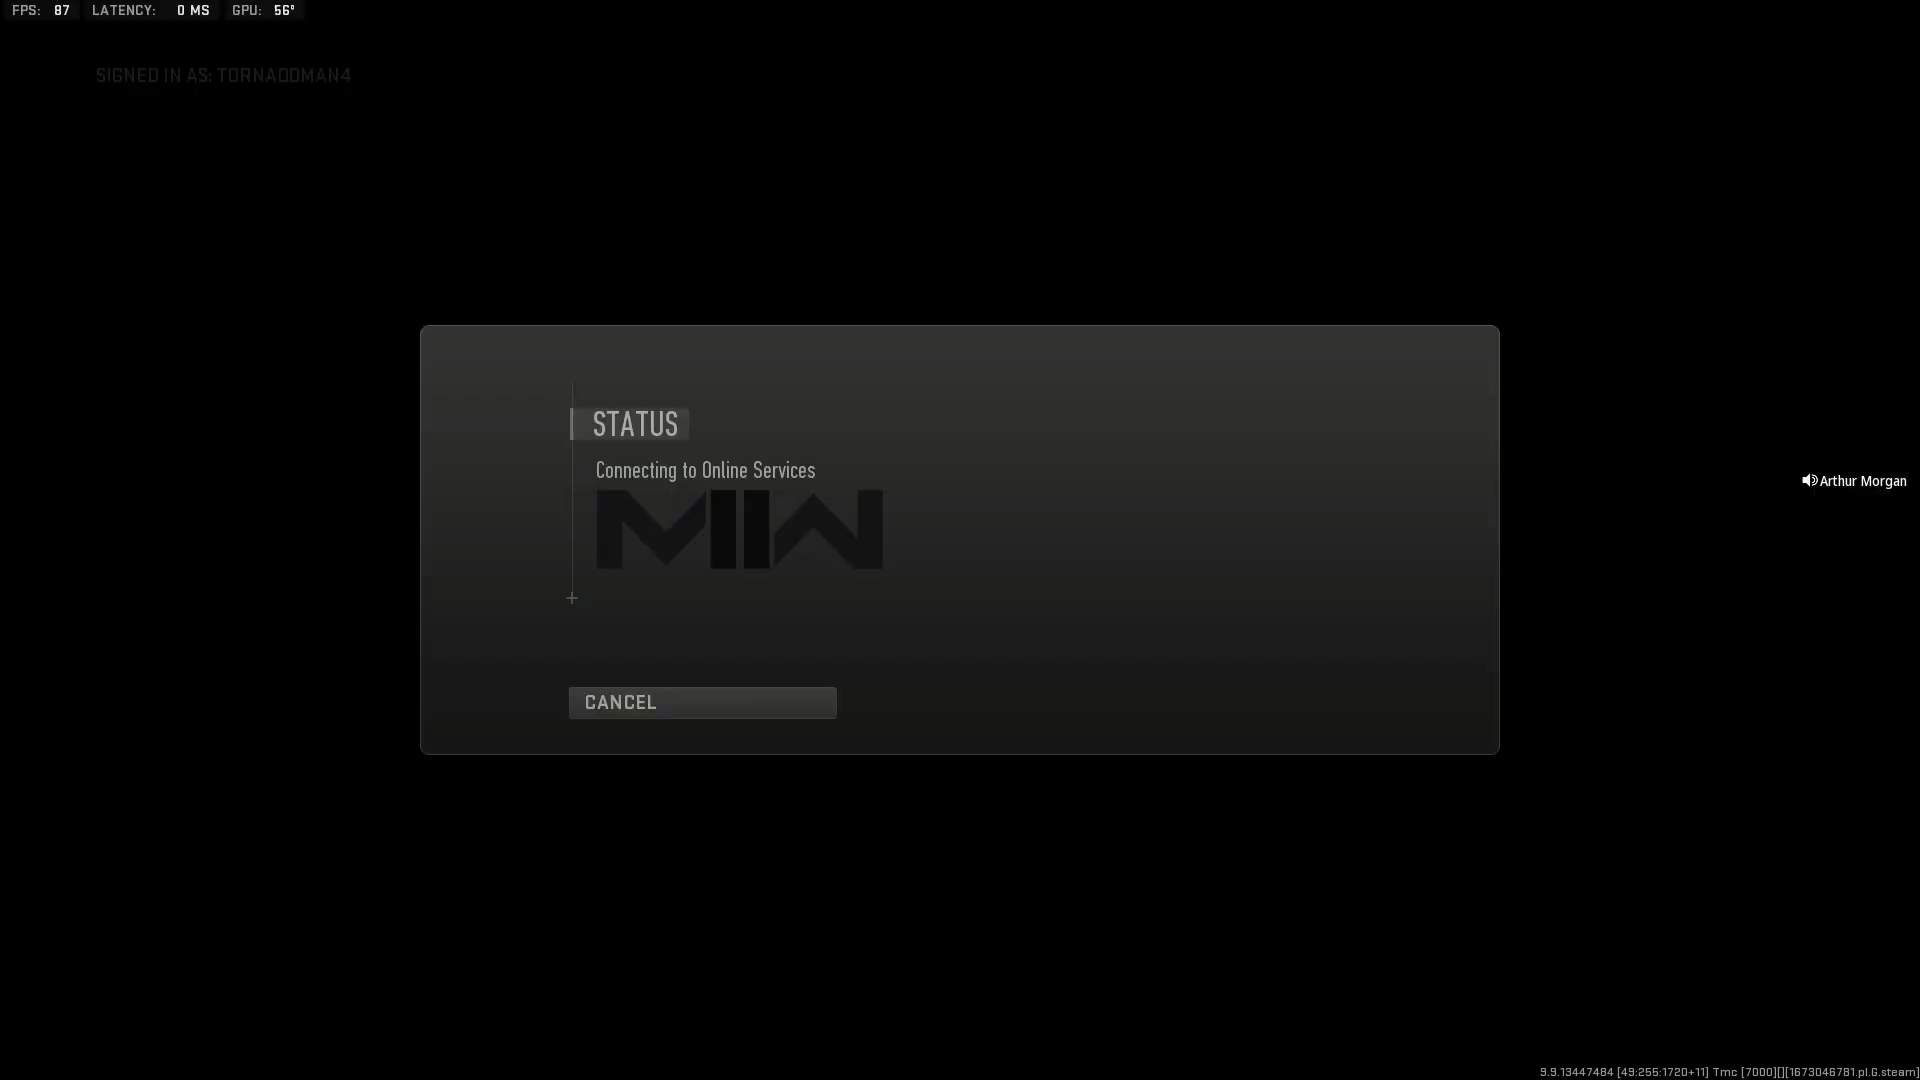 FPS: 87 LATENCY: 0 MS GPU: 56°
SIGNED IN AS: TORNADOMAN4
STATUS
Connecting to Online Services
MIIW
Arthur Morgan
CANCEL
9.9.13447484 [49:255:1720+11] Tmc [7000][][1673046781.pl.G.steam]